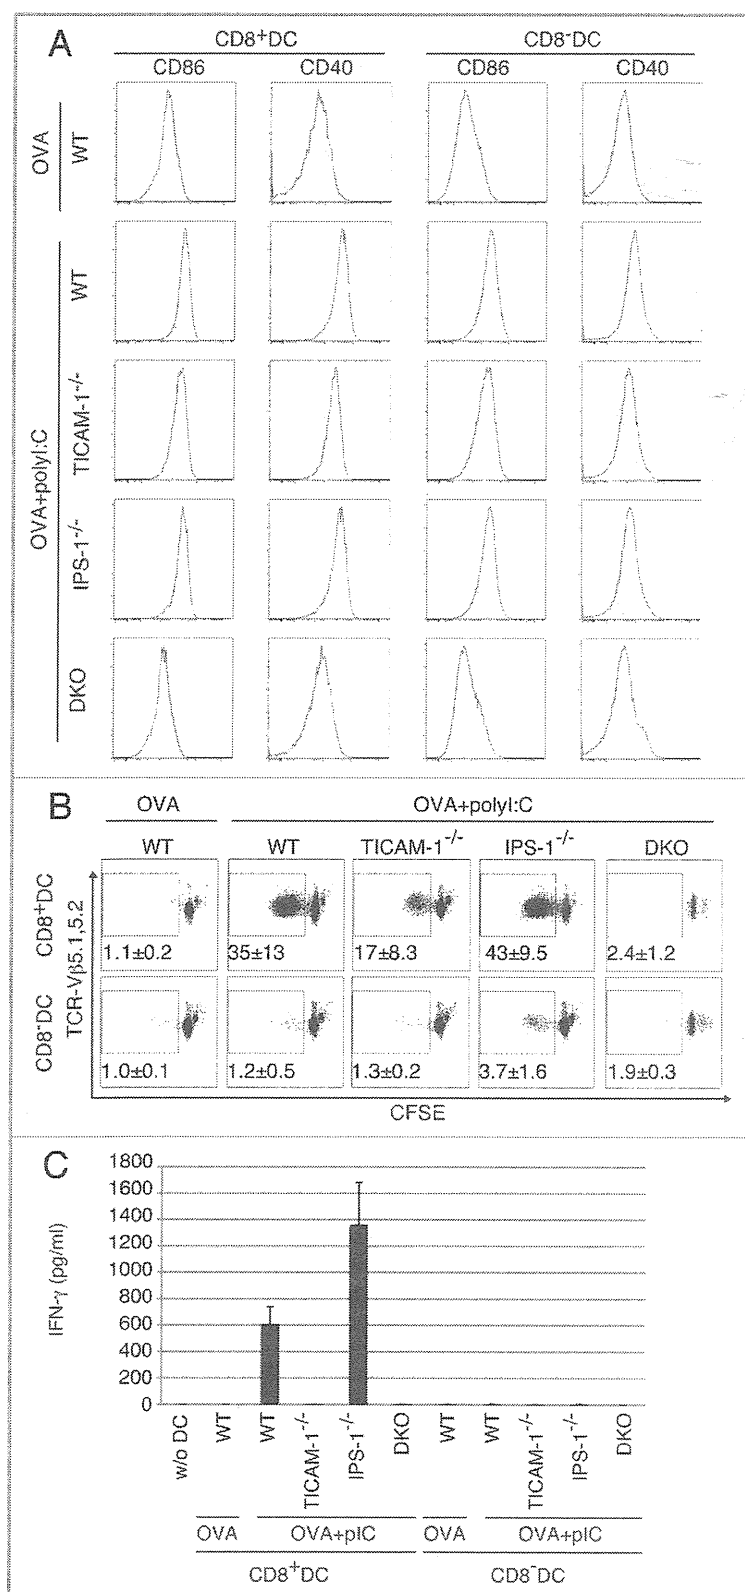 A
CD8+DC CD8-DC
CD86 CD40 CD86 CD40
OVA WT
OVA+polyI:C
WT
TICAM-1-/-
IPS-1-/-
DKO
B
OVA OVA+polyI:C
WT WT TICAM-1-/- IPS-1-/- DKO
TCR-Vβ5.1,5.2
CD8+DC
1.1±0.2 35±13 17±8.3 43±9.5 2.4±1.2
CD8-DC
1.0±0.1 1.2±0.5 1.3±0.2 3.7±1.6 1.9±0.3
CFSE
C
IFN-γ (pg/ml)
1800
1600
1400
1200
1000
800
600
400
200
0
w/o DC WT WT TICAM-1-/- IPS-1-/- DKO WT WT TICAM-1-/- IPS-1-/- DKO
OVA OVA+pIC OVA OVA+pIC
CD8+DC CD8-DC